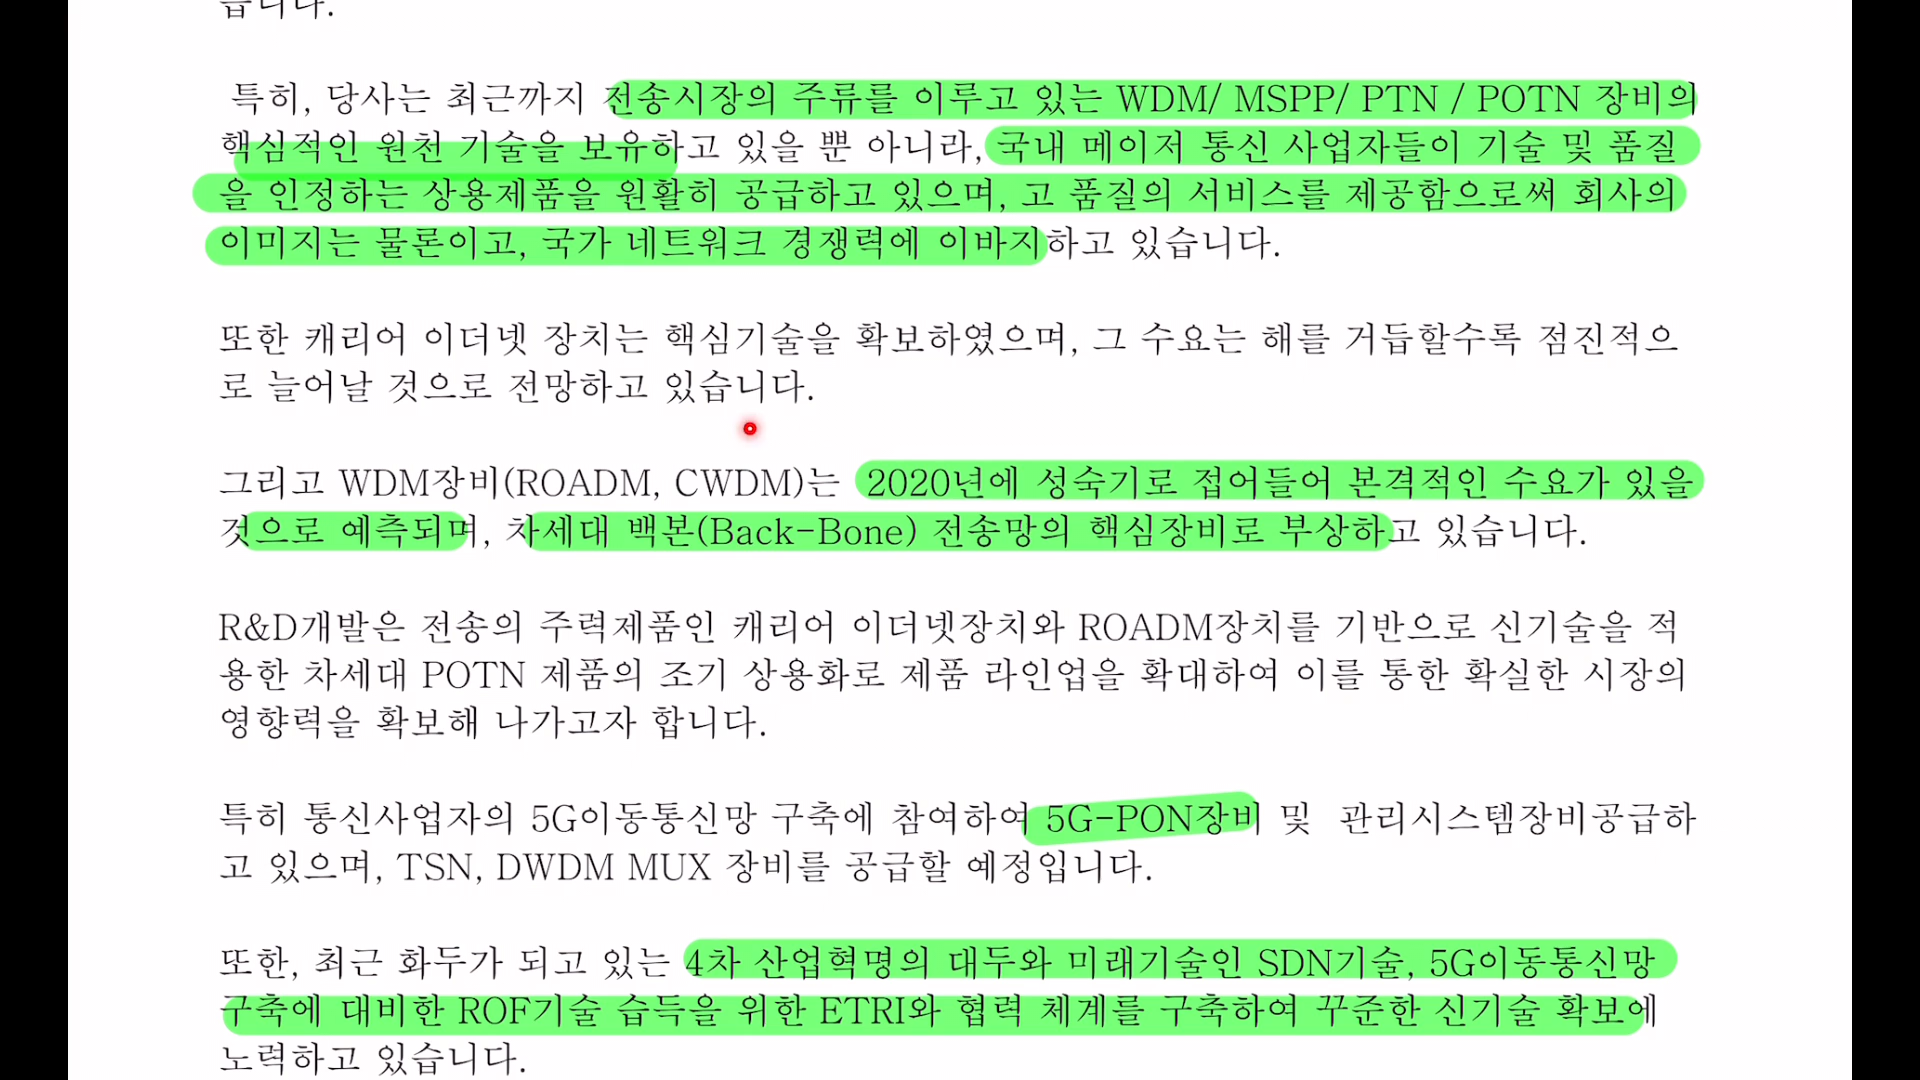 습니다.
특히, 당사는 최근까지 전송시장의 주류를 이루고 있는 WDM/ MSPP/ PTN / POTN 장비의
핵심적인 원천 기술을 보유하고 있을 뿐 아니라, 국내 메이저 통신 사업자들이 기술 및 품질
을 인정하는 상용제품을 원활히 공급하고 있으며, 고 품질의 서비스를 제공함으로써 회사의
이미지는 물론이고, 국가 네트워크 경쟁력에 이바지하고 있습니다.
또한 캐리어 이더넷 장치는 핵심기술을 확보하였으며, 그 수요는 해를 거듭할수록 점진적으
로 늘어날 것으로 전망하고 있습니다.
그리고 WDM장비(ROADM, CWDM)는 2020년에 성숙기로 접어들어 본격적인 수요가 있을
것으로 예측되며, 차세대 백본(Back-Bone) 전송망의 핵심장비로 부상하고 있습니다.
R&D개발은 전송의 주력제품인 캐리어 이더넷장치와 ROADM장치를 기반으로 신기술을 적
용한 차세대 POTN 제품의 조기 상용화로 제품 라인업을 확대하여 이를 통한 확실한 시장의
영향력을 확보해 나가고자 합니다.
특히 통신사업자의 5G이동통신망 구축에 참여하여 5G-PON장비 및 관리시스템장비공급하
고 있으며, TSN, DWDM MUX 장비를 공급할 예정입니다.
또한, 최근 화두가 되고 있는 4차 산업혁명의 대두와 미래기술인 SDN기술, 5G이동통신망
구축에 대비한 ROF기술 습득을 위한 ETRI와 협력 체계를 구축하여 꾸준한 신기술 확보에
노력하고 있습니다.